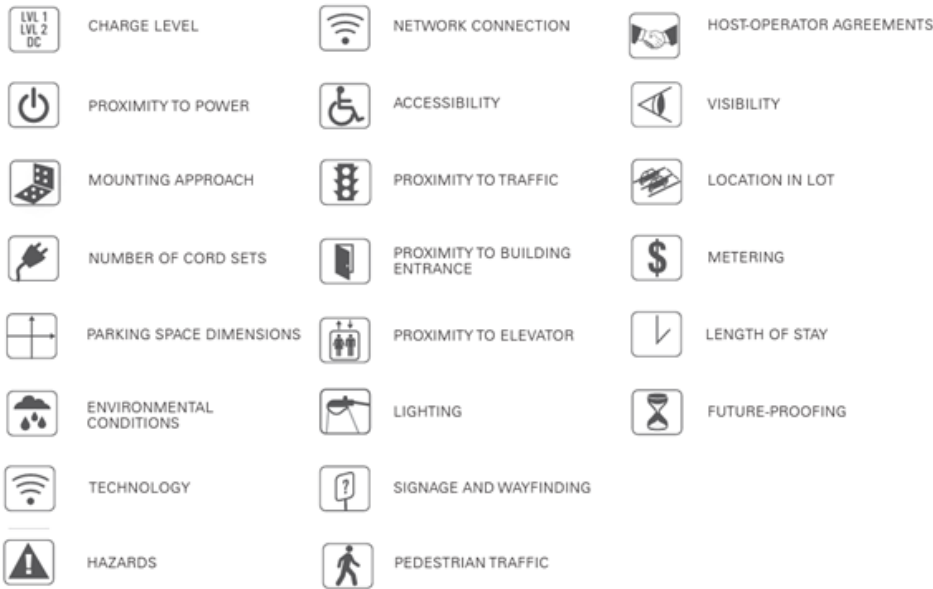 LVL 1
LVL 2
DC
CHARGE LEVEL
PROXIMITY TO POWER
MOUNTING APPROACH
NUMBER OF CORD SETS
PARKING SPACE DIMENSIONS
ENVIRONMENTAL
CONDITIONS
TECHNOLOGY
HAZARDS
NETWORK CONNECTION
ACCESSIBILITY
PROXIMITY TO TRAFFIC
PROXIMITY TO BUILDING
ENTRANCE
PROXIMITY TO ELEVATOR
LIGHTING
?
SIGNAGE AND WAYFINDING
PEDESTRIAN TRAFFIC
HOST-OPERATOR AGREEMENTS
VISIBILITY
LOCATION IN LOT
$
METERING
LENGTH OF STAY
FUTURE-PROOFING